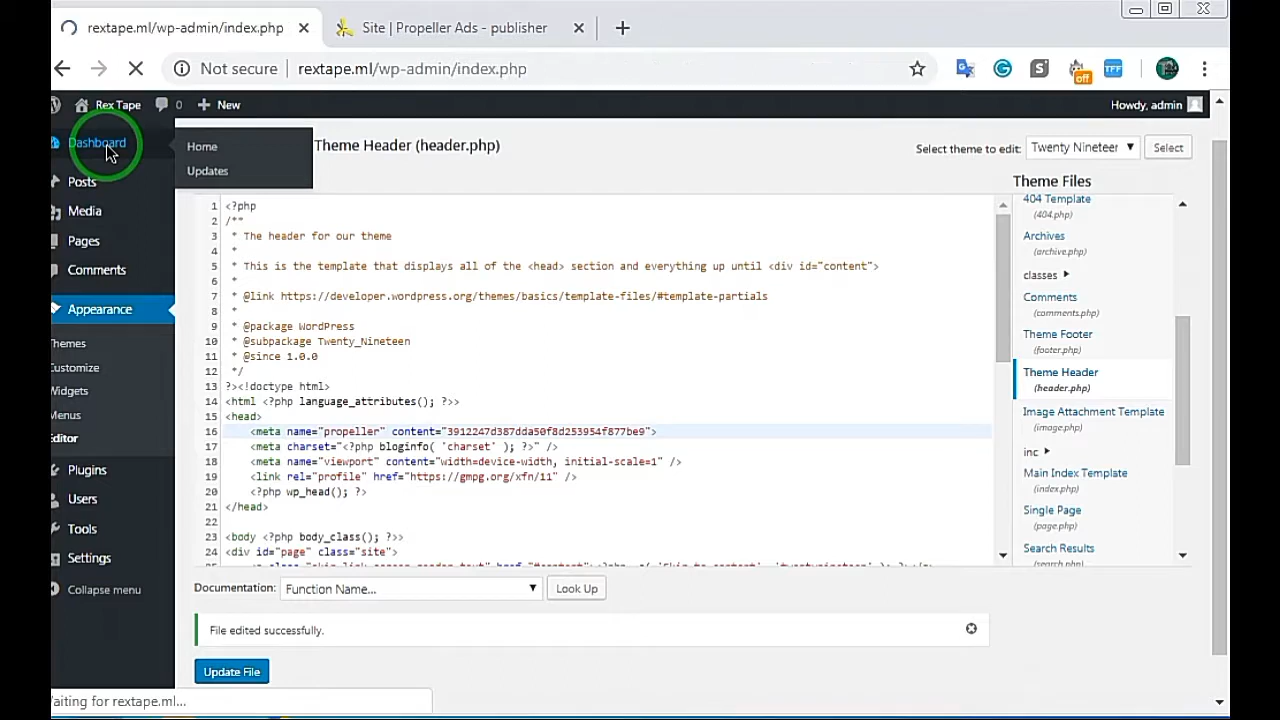 rextape.ml/wp-admin/index.php
Site | Propeller Ads - publisher
Not secure
rextape.ml/wp-admin/index.php
off
TFF
Rex Tape
0
New
Howdy, admin
Dashboard
Home
Updates
Posts
Media
Pages
Comments
Appearance
Themes
Customize
Widgets
Menus
Editor
Plugins
Users
Tools
Settings
Collapse menu
Theme Header (header.php)
Select theme to edit:
Twenty Nineteen
Select
1 <?php
2 /**
3 * The header for our theme
4 *
5 * This is the template that displays all of the <head> section and everything up until <div id="content">
6 *
7 * @link https://developer.wordpress.org/themes/basics/template-files/#template-partials
8 *
9 * @package WordPress
10 * @subpackage Twenty_Nineteen
11 * @since 1.0.0
12 */
13 ?><!doctype html>
14 <html <?php language_attributes(); ?>>
15 <head>
16 <meta name="propeller" content="3912247d387dda50f8d253954f877be9">
17 <meta charset="<?php bloginfo( 'charset' ); ?>" />
18 <meta name="viewport" content="width=device-width, initial-scale=1" />
19 <link rel="profile" href="https://gmpg.org/xfn/11" />
20 <?php wp_head(); ?>
21 </head>
22
23 <body <?php body_class(); ?>>
24 <div id="page" class="site">
Theme Files
404 Template
(404.php)
Archives
(archive.php)
classes
Comments
(comments.php)
Theme Footer
(footer.php)
Theme Header
(header.php)
Image Attachment Template
(image.php)
inc
Main Index Template
(index.php)
Single Page
(page.php)
Search Results
(search.php)
Documentation:
Function Name...
Look Up
File edited successfully.
Update File
aiting for rextape.ml...